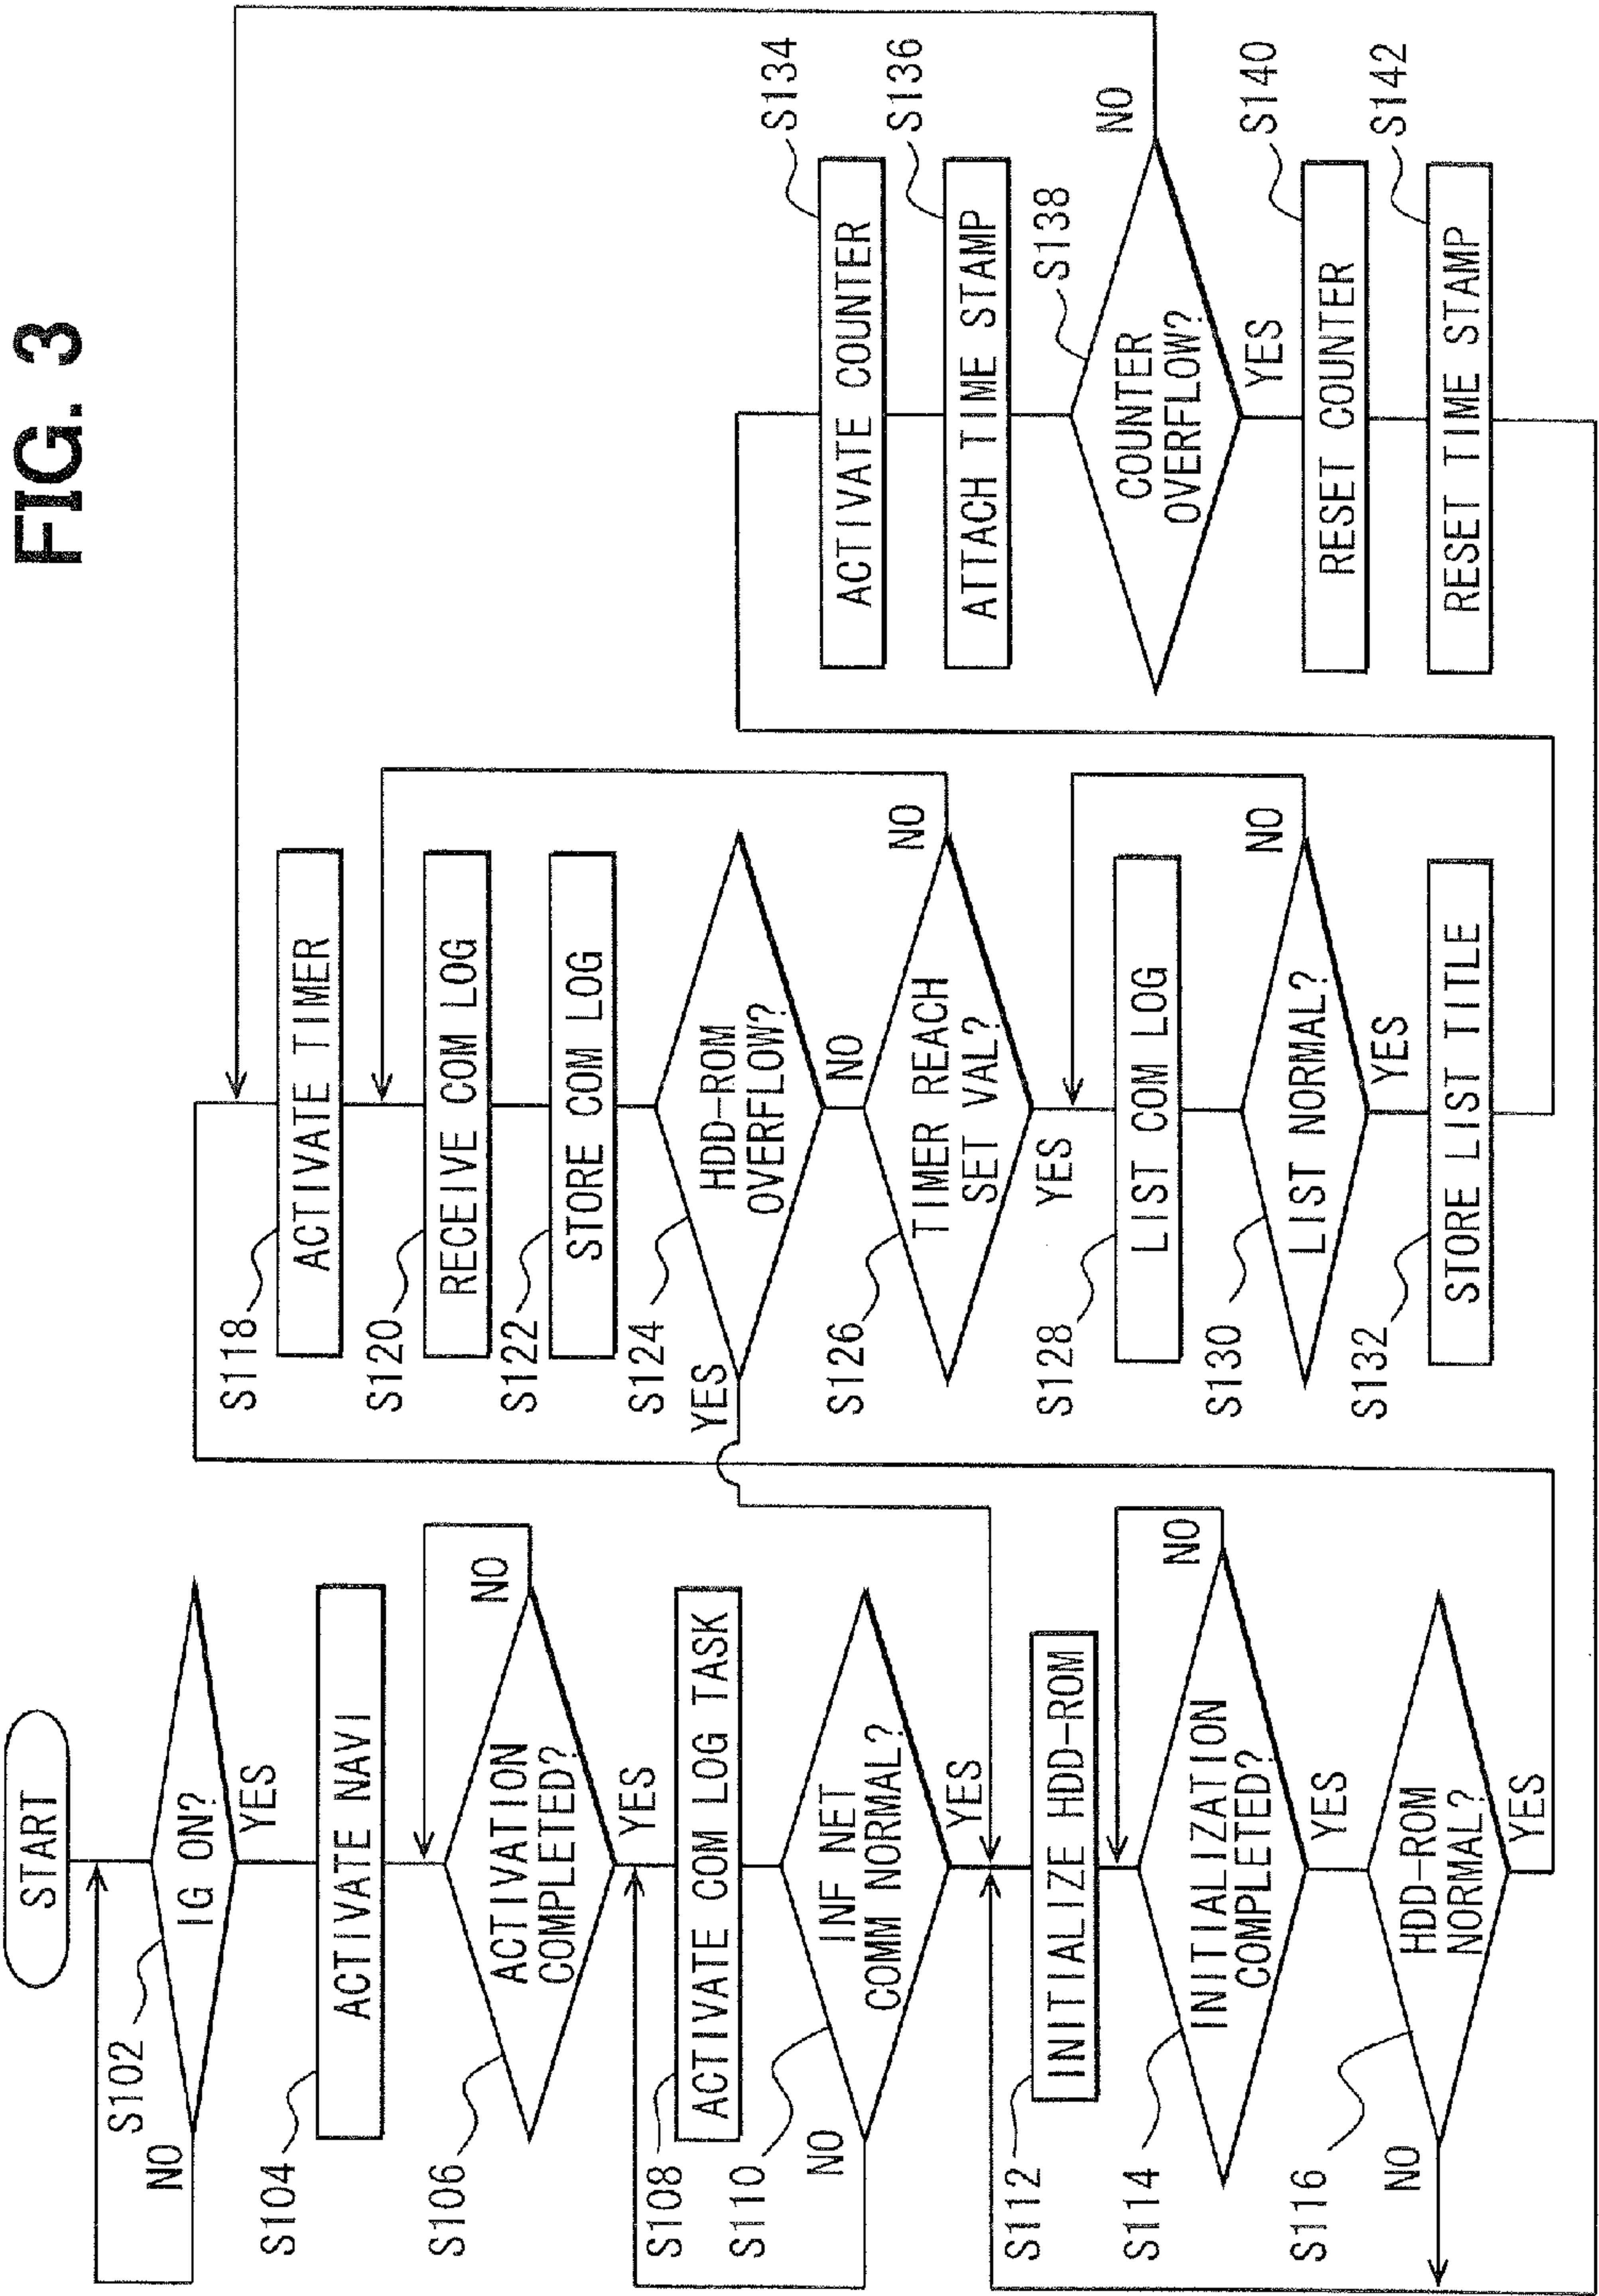 FIG. 3
START
S102
IG ON?
NO
YES
S104
ACTIVATE NAVI
S106
ACTIVATION
COMPLETED?
NO
YES
S108
ACTIVATE COM LOG TASK
S110
INF NET
COMM NORMAL?
NO
YES
S112
INITIALIZE HDD-ROM
S114
INITIALIZATION
COMPLETED?
NO
YES
S116
HDD-ROM
NORMAL?
NO
YES
S118
ACTIVATE TIMER
S120
RECEIVE COM LOG
S122
STORE COM LOG
S124
HDD-ROM
OVERFLOW?
YES
NO
S126
TIMER REACH
SET VAL?
NO
YES
S128
LIST COM LOG
S130
LIST NORMAL?
NO
YES
S132
STORE LIST TITLE
S134
ACTIVATE COUNTER
S136
ATTACH TIME STAMP
S138
COUNTER
OVERFLOW?
NO
YES
S140
RESET COUNTER
S142
RESET TIME STAMP